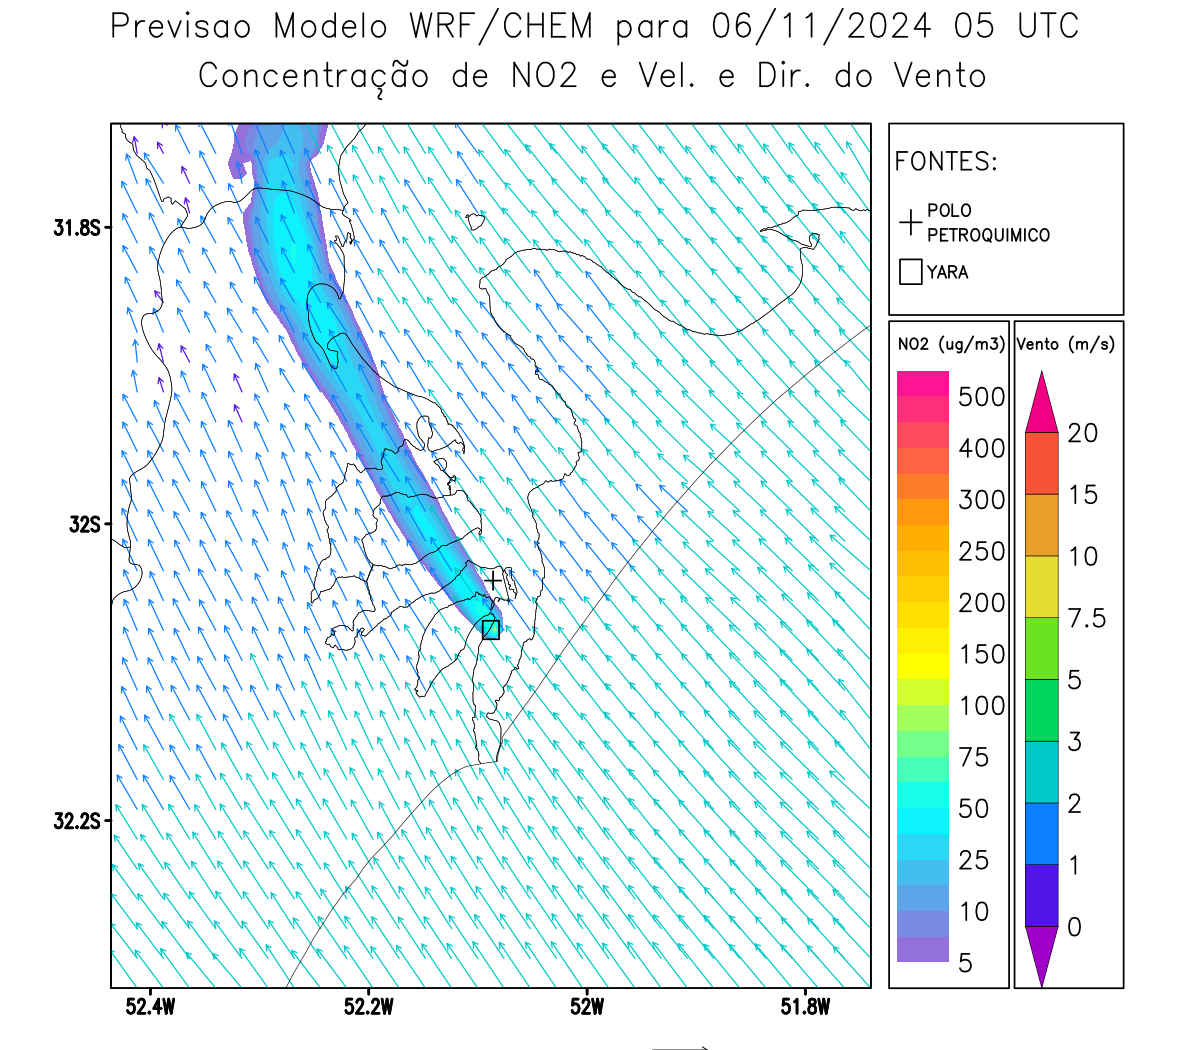 Previsao Modelo WRF/CHEM para 06/11/2024 05 UTC
Concentração de NO2 e Vel. e Dir. do Vento
FONTES:
POLO
PETROQUIMICO
YARA
NO2 (ug/m3)
500
400
300
250
200
150
100
75
50
25
10
5
Vento (m/s)
20
15
10
7.5
5
3
2
1
0
31.8S
32S
32.2S
52.4W
52.2W
52W
51.8W